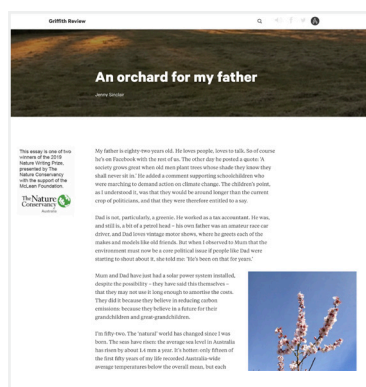 Griffith Review
An orchard for my father
Jenny Sinclair
This essay is one of two
winners of the 2019
Nature Writing Prize,
presented by The
Nature Conservancy
with the support of the
McLean Foundation.
The Nature
Conservancy
Australia
My father is eighty-two years old. He loves people, loves to talk. So of course
he's on Facebook with the rest of us. The other day he posted a quote: 'A
society grows great when old men plant trees whose shade they know they
shall never sit in.' He added a comment supporting schoolchildren who
were marching to demand action on climate change. The children's point,
as I understood it, was that they would be around longer than the current
crop of politicians, and that they were therefore entitled to a say.
Dad is not, particularly, a greenie. He worked as a tax accountant. He was,
and still is, a bit of a petrol head – his own father was an amateur race car
driver, and Dad loves vintage motor shows, where he greets each of the
makes and models like old friends. But when I observed to Mum that the
environment must now be a core political issue if people like Dad were
starting to shout about it, she told me: 'He's been on that for years.'
Mum and Dad have just had a solar power system installed,
despite the possibility – they have said this themselves –
that they may not use it long enough to amortise the costs.
They did it because they believe in reducing carbon
emissions: because they believe in a future for their
grandchildren and great-grandchildren.
I'm fifty-two. The 'natural' world has changed since I was
born. The seas have risen: the average sea level in Australia
has risen by about 1.4 mm a year. It's hotter: only fifteen of
the first fifty years of my life recorded Australia-wide
average temperatures below the overall mean, but each